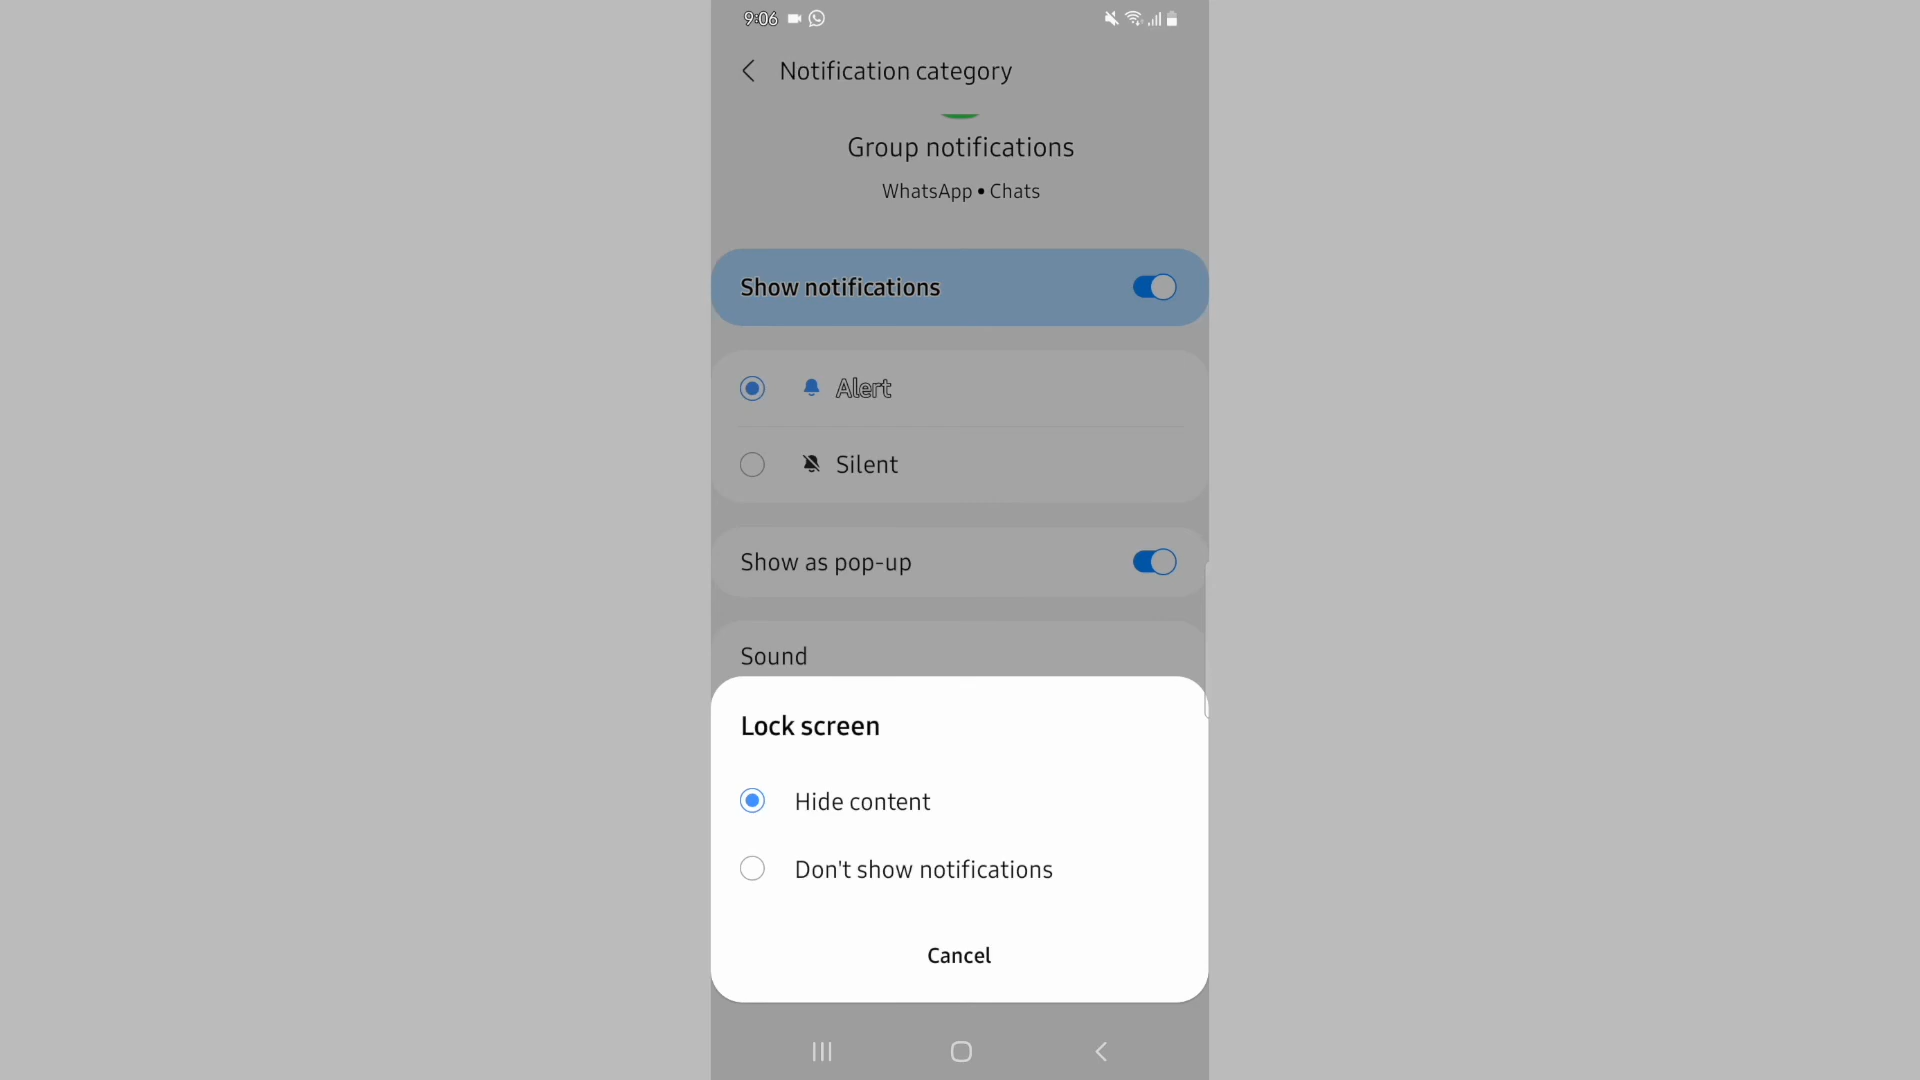 9:06
Notification category
Group notifications
WhatsApp • Chats
Show notifications
Alert
Silent
Show as pop-up
Sound
Lock screen
Hide content
Don't show notifications
Cancel